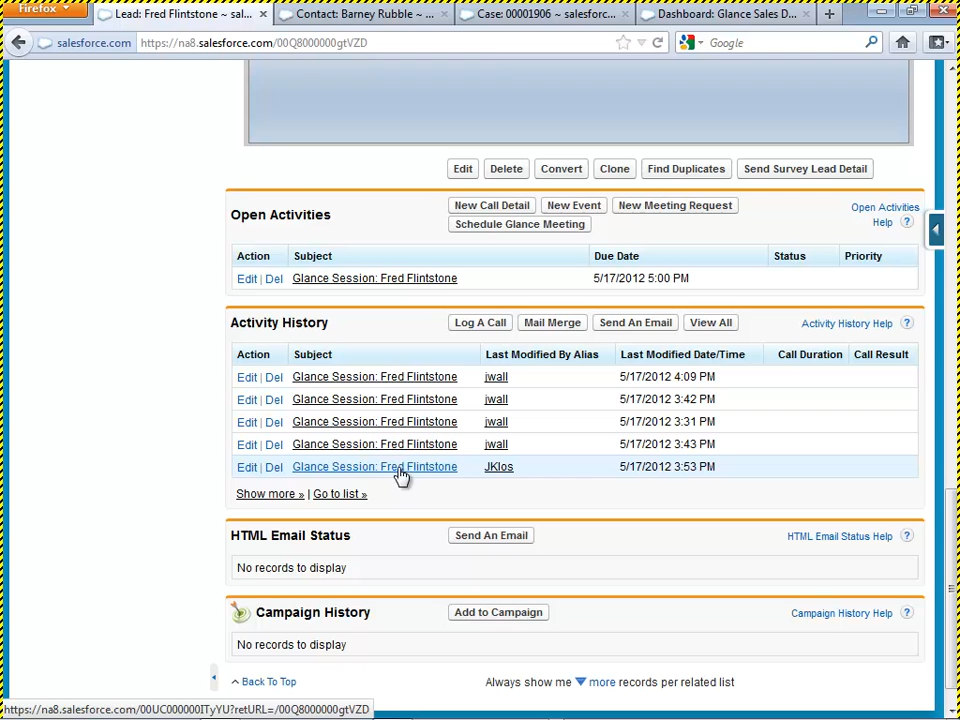 Firefox
Lead: Fred Flintstone ~ sal...
Contact: Barney Rubble ~ ...
Case: 00001906 ~ salesforc...
Dashboard: Glance Sales D...
salesforce.com
https://na8.salesforce.com/00Q8000000gtVZD
Google
Edit
Delete
Convert
Clone
Find Duplicates
Send Survey Lead Detail
Open Activities
New Call Detail
New Event
New Meeting Request
Schedule Glance Meeting
Open Activities
Help ?
Action Subject Due Date Status Priority
Edit | Del Glance Session: Fred Flintstone 5/17/2012 5:00 PM
Activity History
Log A Call
Mail Merge
Send An Email
View All
Activity History Help ?
Action Subject Last Modified By Alias Last Modified Date/Time Call Duration Call Result
Edit | Del Glance Session: Fred Flintstone jwall 5/17/2012 4:09 PM
Edit | Del Glance Session: Fred Flintstone jwall 5/17/2012 3:42 PM
Edit | Del Glance Session: Fred Flintstone jwall 5/17/2012 3:31 PM
Edit | Del Glance Session: Fred Flintstone jwall 5/17/2012 3:43 PM
Edit | Del Glance Session: Fred Flintstone JKlos 5/17/2012 3:53 PM
Show more » | Go to list »
HTML Email Status
Send An Email
HTML Email Status Help ?
No records to display
Campaign History
Add to Campaign
Campaign History Help ?
No records to display
Back To Top
Always show me more records per related list
https://na8.salesforce.com/00UC000000ITyYU?retURL=/00Q8000000gtVZD